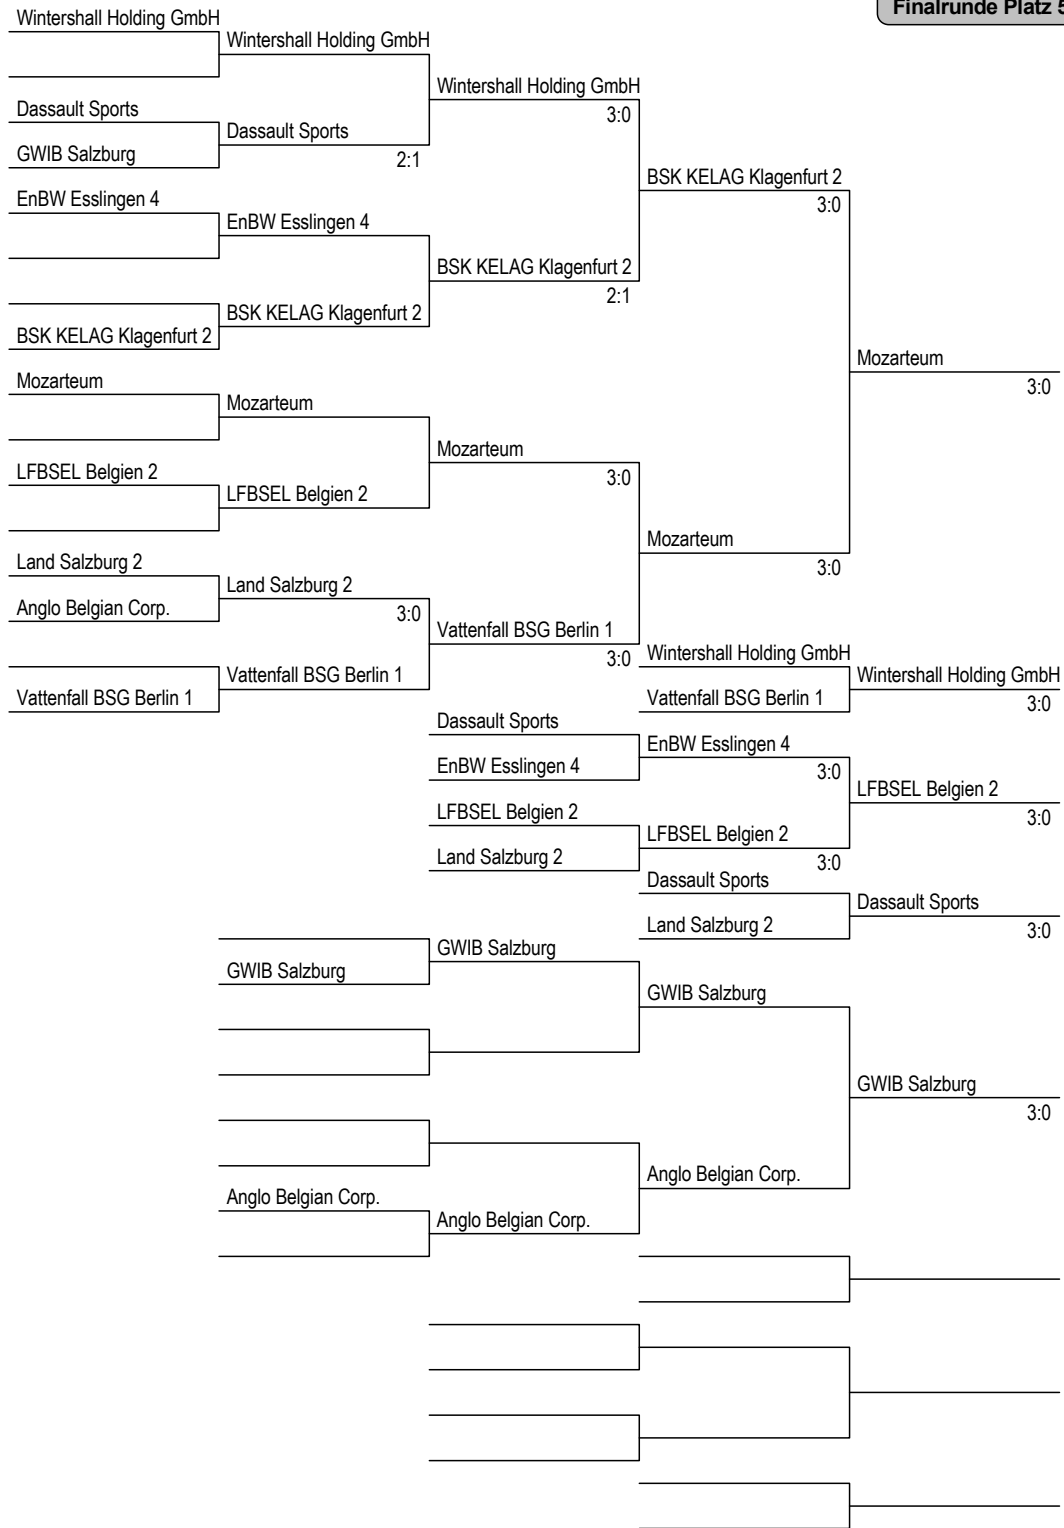 Finalrunde Platz 5
Wintershall Holding GmbH
Wintershall Holding GmbH
Wintershall Holding GmbH
3:0
Dassault Sports
Dassault Sports
2:1
GWIB Salzburg
BSK KELAG Klagenfurt 2
3:0
EnBW Esslingen 4
EnBW Esslingen 4
BSK KELAG Klagenfurt 2
2:1
BSK KELAG Klagenfurt 2
BSK KELAG Klagenfurt 2
Mozarteum
3:0
Mozarteum
Mozarteum
Mozarteum
3:0
LFBSEL Belgien 2
LFBSEL Belgien 2
Mozarteum
3:0
Land Salzburg 2
Land Salzburg 2
3:0
Anglo Belgian Corp.
Vattenfall BSG Berlin 1
3:0
Vattenfall BSG Berlin 1
Vattenfall BSG Berlin 1
Wintershall Holding GmbH
Wintershall Holding GmbH
3:0
Vattenfall BSG Berlin 1
Dassault Sports
EnBW Esslingen 4
3:0
EnBW Esslingen 4
LFBSEL Belgien 2
3:0
LFBSEL Belgien 2
LFBSEL Belgien 2
3:0
Land Salzburg 2
Dassault Sports
Dassault Sports
3:0
Land Salzburg 2
GWIB Salzburg
GWIB Salzburg
GWIB Salzburg
GWIB Salzburg
3:0
Anglo Belgian Corp.
Anglo Belgian Corp.
Anglo Belgian Corp.